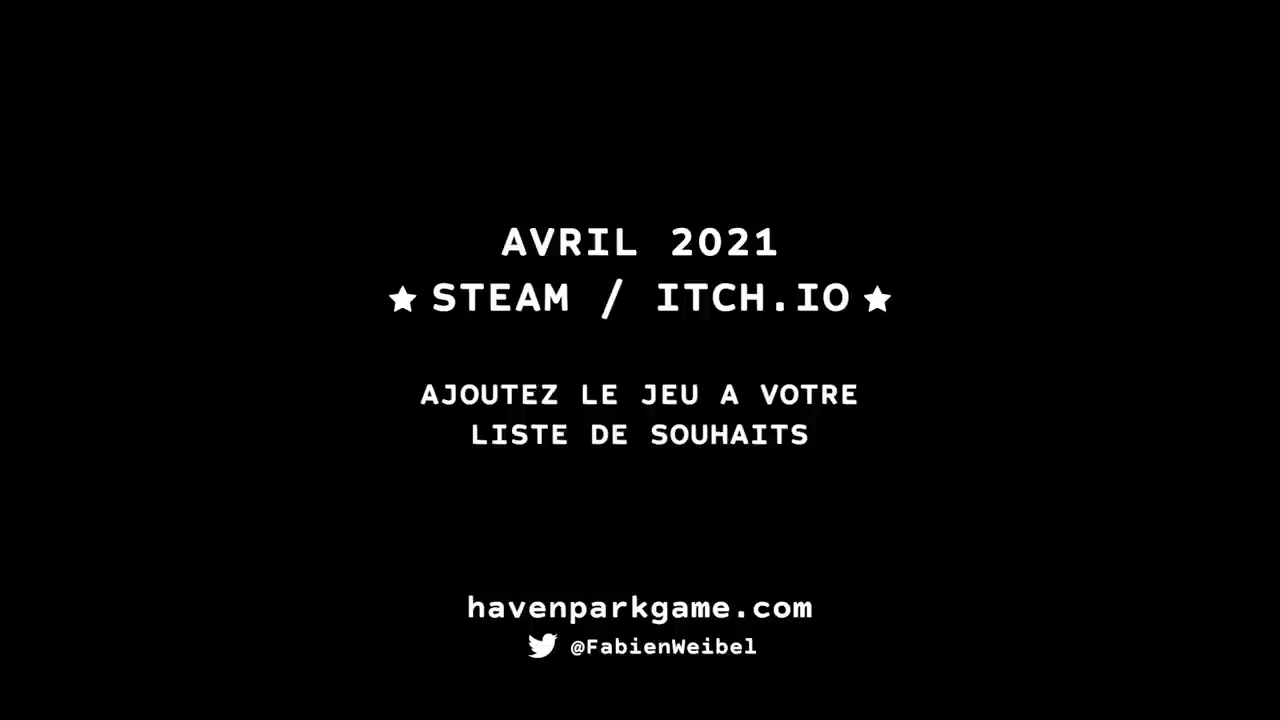 AVRIL 2021
★ STEAM / ITCH.IO ★
AJOUTEZ LE JEU A VOTRE
LISTE DE SOUHAITS
havenparkgame.com
@FabienWeibel